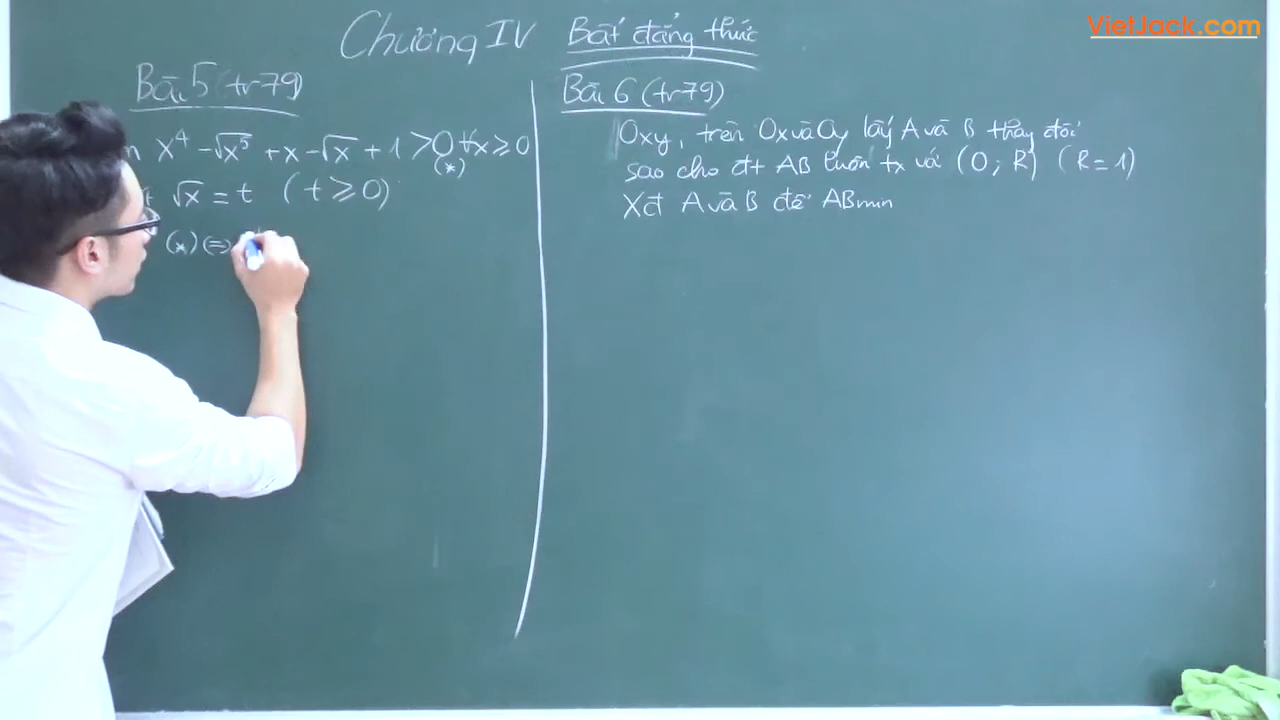 VietJack.com
Chương IV Bất đẳng thức
Bài 5 (tr79)
x⁴ - √x⁵ + x - √x + 1 > 0 ∀x ≥ 0
(*)
√x = t (t ≥ 0)
(*) ⇔
Bài 6 (tr79)
Oxy, trên Ox và Oy lấy A và B thay đổi
sao cho đt AB luôn tx với (O; R) (R = 1)
Xđ A và B để ABmin